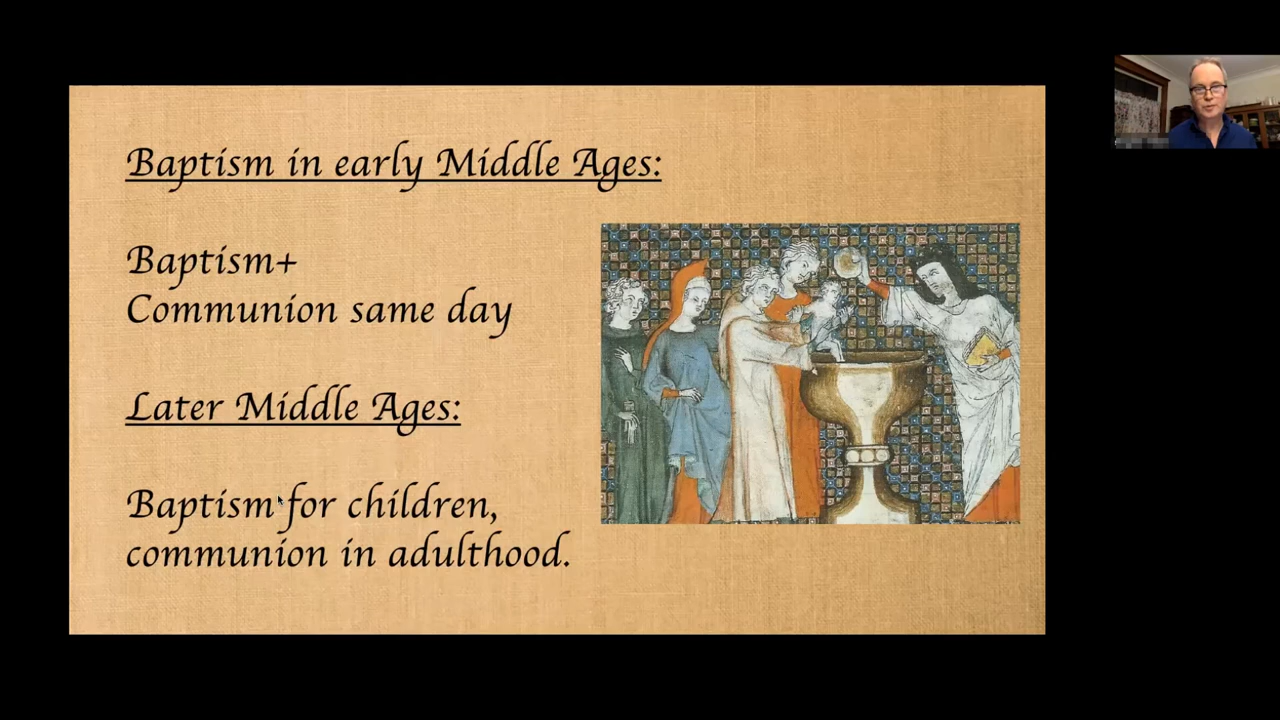 Baptism in early Middle Ages:
Baptism+
Communion same day
Later Middle Ages:
Baptism for children,
communion in adulthood.